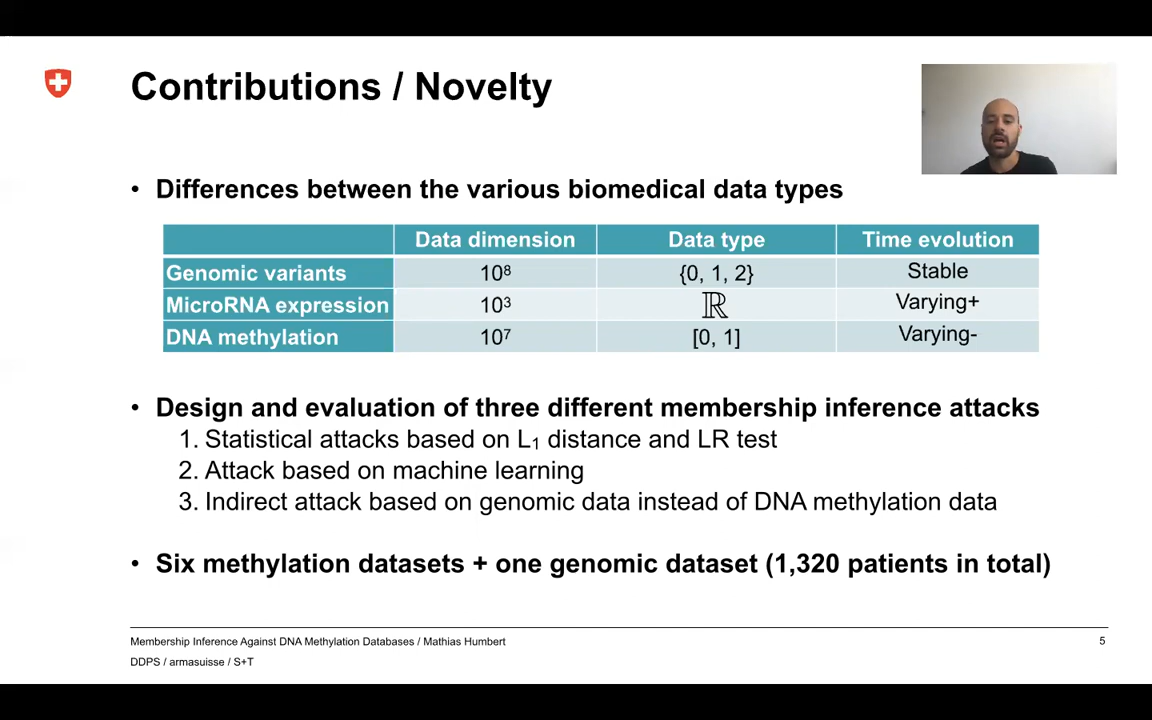 Contributions / Novelty
• Differences between the various biomedical data types
Data dimension Data type Time evolution
Genomic variants 10⁸ {0, 1, 2} Stable
MicroRNA expression 10³ ℝ Varying+
DNA methylation 10⁷ [0, 1] Varying-
• Design and evaluation of three different membership inference attacks
1. Statistical attacks based on L₁ distance and LR test
2. Attack based on machine learning
3. Indirect attack based on genomic data instead of DNA methylation data
• Six methylation datasets + one genomic dataset (1,320 patients in total)
Membership Inference Against DNA Methylation Databases / Mathias Humbert 5
DDPS / armasuisse / S+T